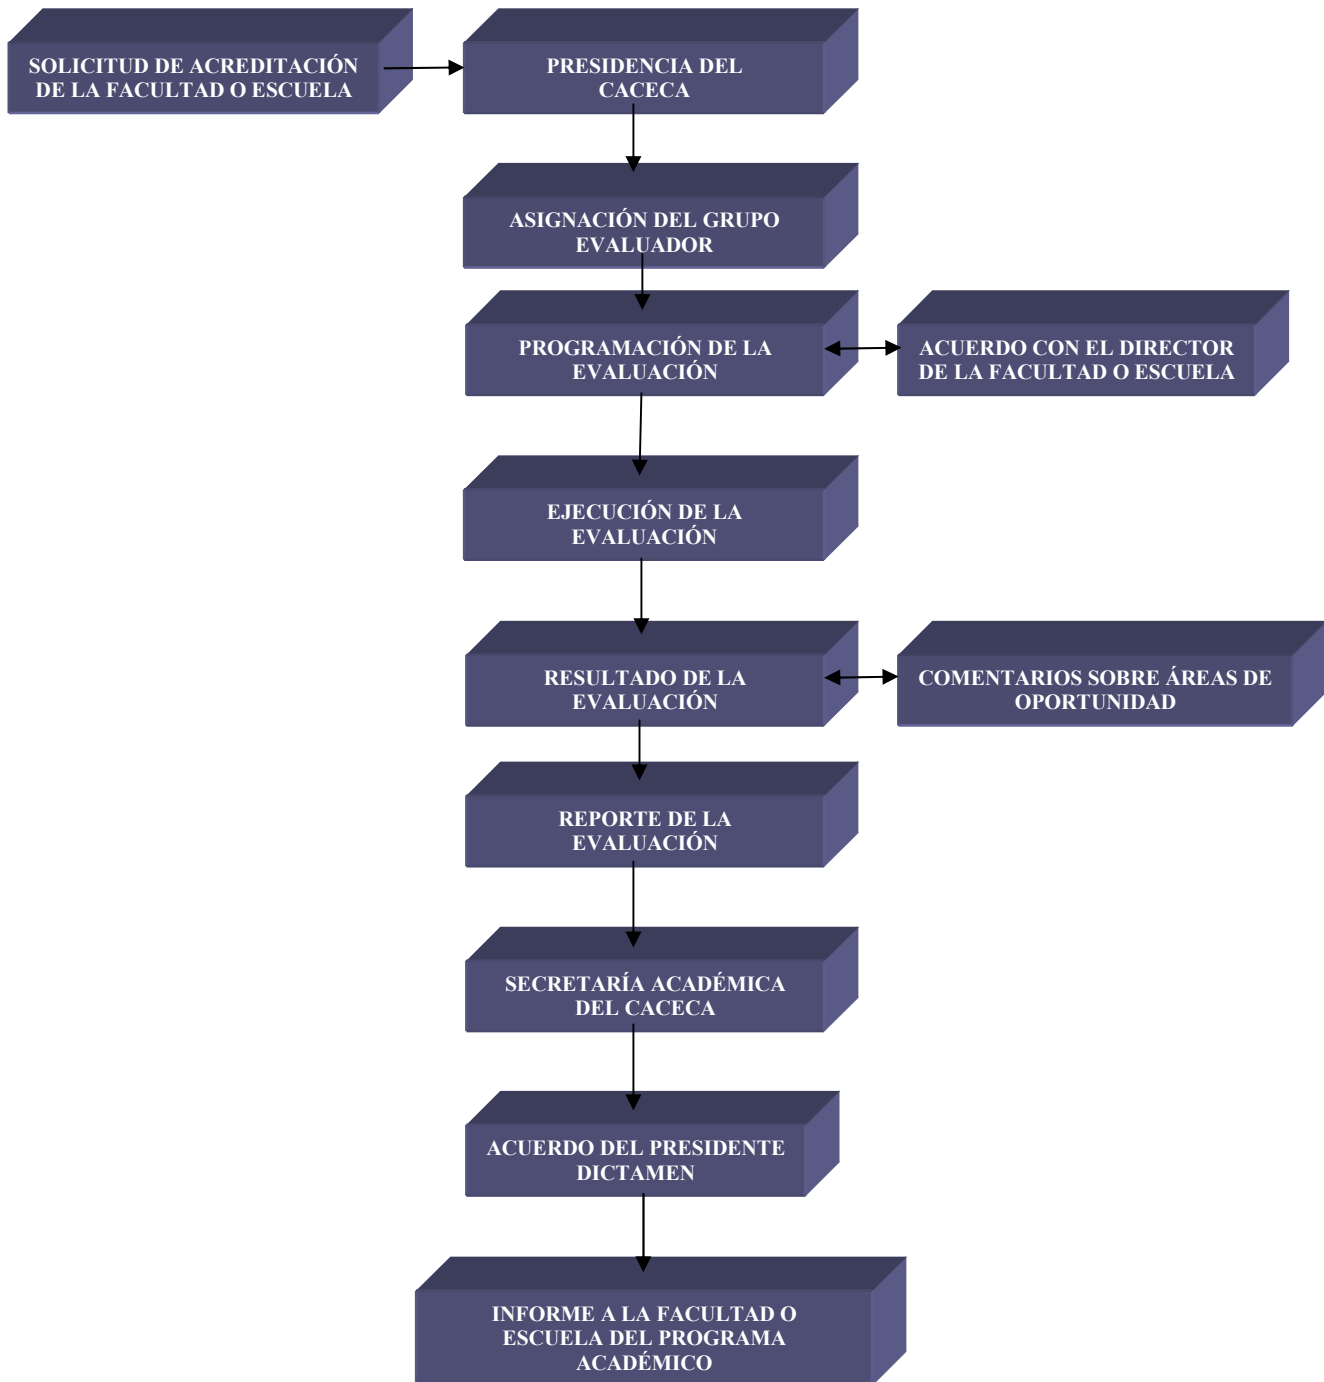 SOLICITUD DE ACREDITACIÓN
DE LA FACULTAD O ESCUELA
PRESIDENCIA DEL
CACECA
ASIGNACIÓN DEL GRUPO
EVALUADOR
PROGRAMACIÓN DE LA
EVALUACIÓN
ACUERDO CON EL DIRECTOR
DE LA FACULTAD O ESCUELA
EJECUCIÓN DE LA
EVALUACIÓN
RESULTADO DE LA
EVALUACIÓN
COMENTARIOS SOBRE ÁREAS DE
OPORTUNIDAD
REPORTE DE LA
EVALUACIÓN
SECRETARÍA ACADÉMICA
DEL CACECA
ACUERDO DEL PRESIDENTE
DICTAMEN
INFORME A LA FACULTAD O
ESCUELA DEL PROGRAMA
ACADÉMICO